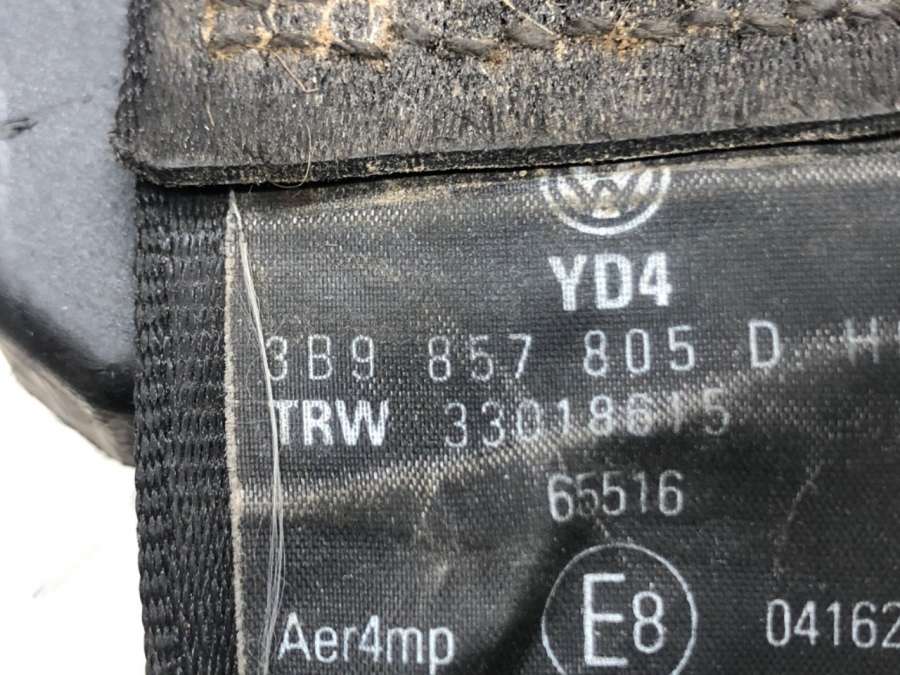 YD4
3B9 857 805 D
TRW 33018615
65516
Aer4mp E8 04162